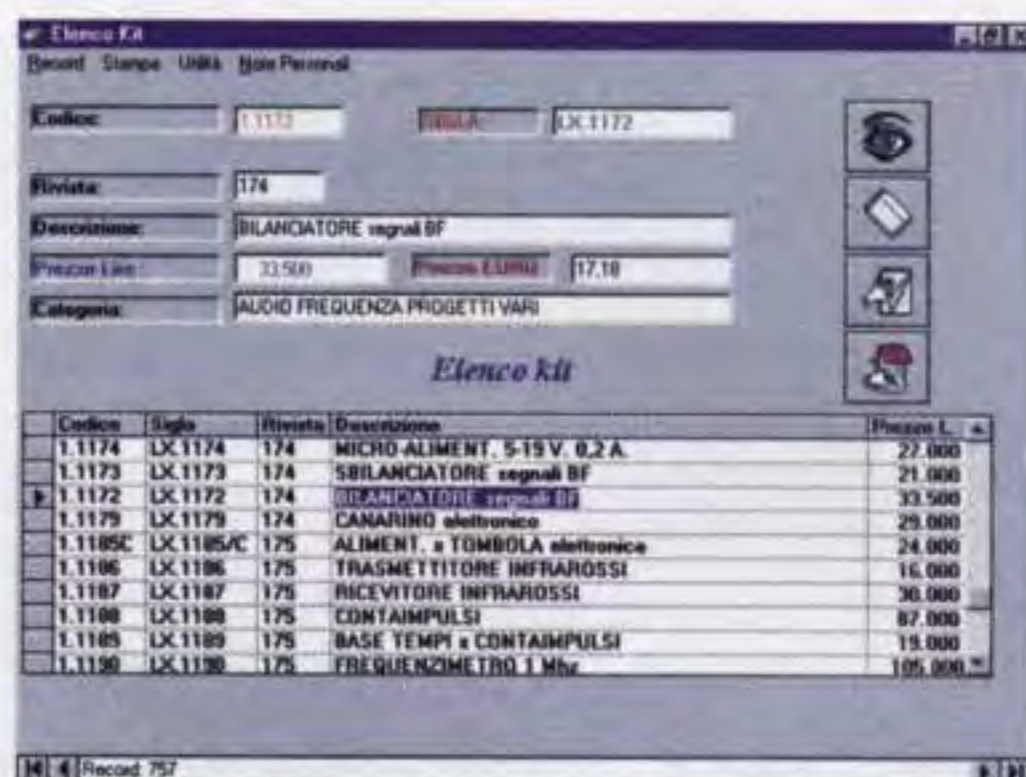 Elenco Kit
Record Stampe Utilità Note Personali
Codice: 1.1172 SIGLA LX.1172
Rivista: 174
Descrizione: BILANCIATORE segnali BF
Prezzo Lire : 33.500 Prezzo EURO 17,18
Categoria: AUDIO FREQUENZA PROGETTI VARI
Elenco kit
Codice Sigla Rivista Descrizione Prezzo L.
1.1174 LX.1174 174 MICRO-ALIMENT. 5-19 V. 0,2 A. 27.000
1.1173 LX.1173 174 SBILANCIATORE segnali BF 21.000
1.1172 LX.1172 174 BILANCIATORE segnali BF 33.500
1.1179 LX.1179 174 CANARINO elettronico 29.000
1.1185C LX.1185/C 175 ALIMENT. x TOMBOLA elettronica 24.000
1.1186 LX.1186 175 TRASMETTITORE INFRAROSSI 16.000
1.1187 LX.1187 175 RICEVITORE INFRAROSSI 30.000
1.1188 LX.1188 175 CONTAIMPULSI 87.000
1.1189 LX.1189 175 BASE TEMPI x CONTAIMPULSI 19.000
1.1190 LX.1190 175 FREQUENZIMETRO 1 Mhz 105.000
Record: 757